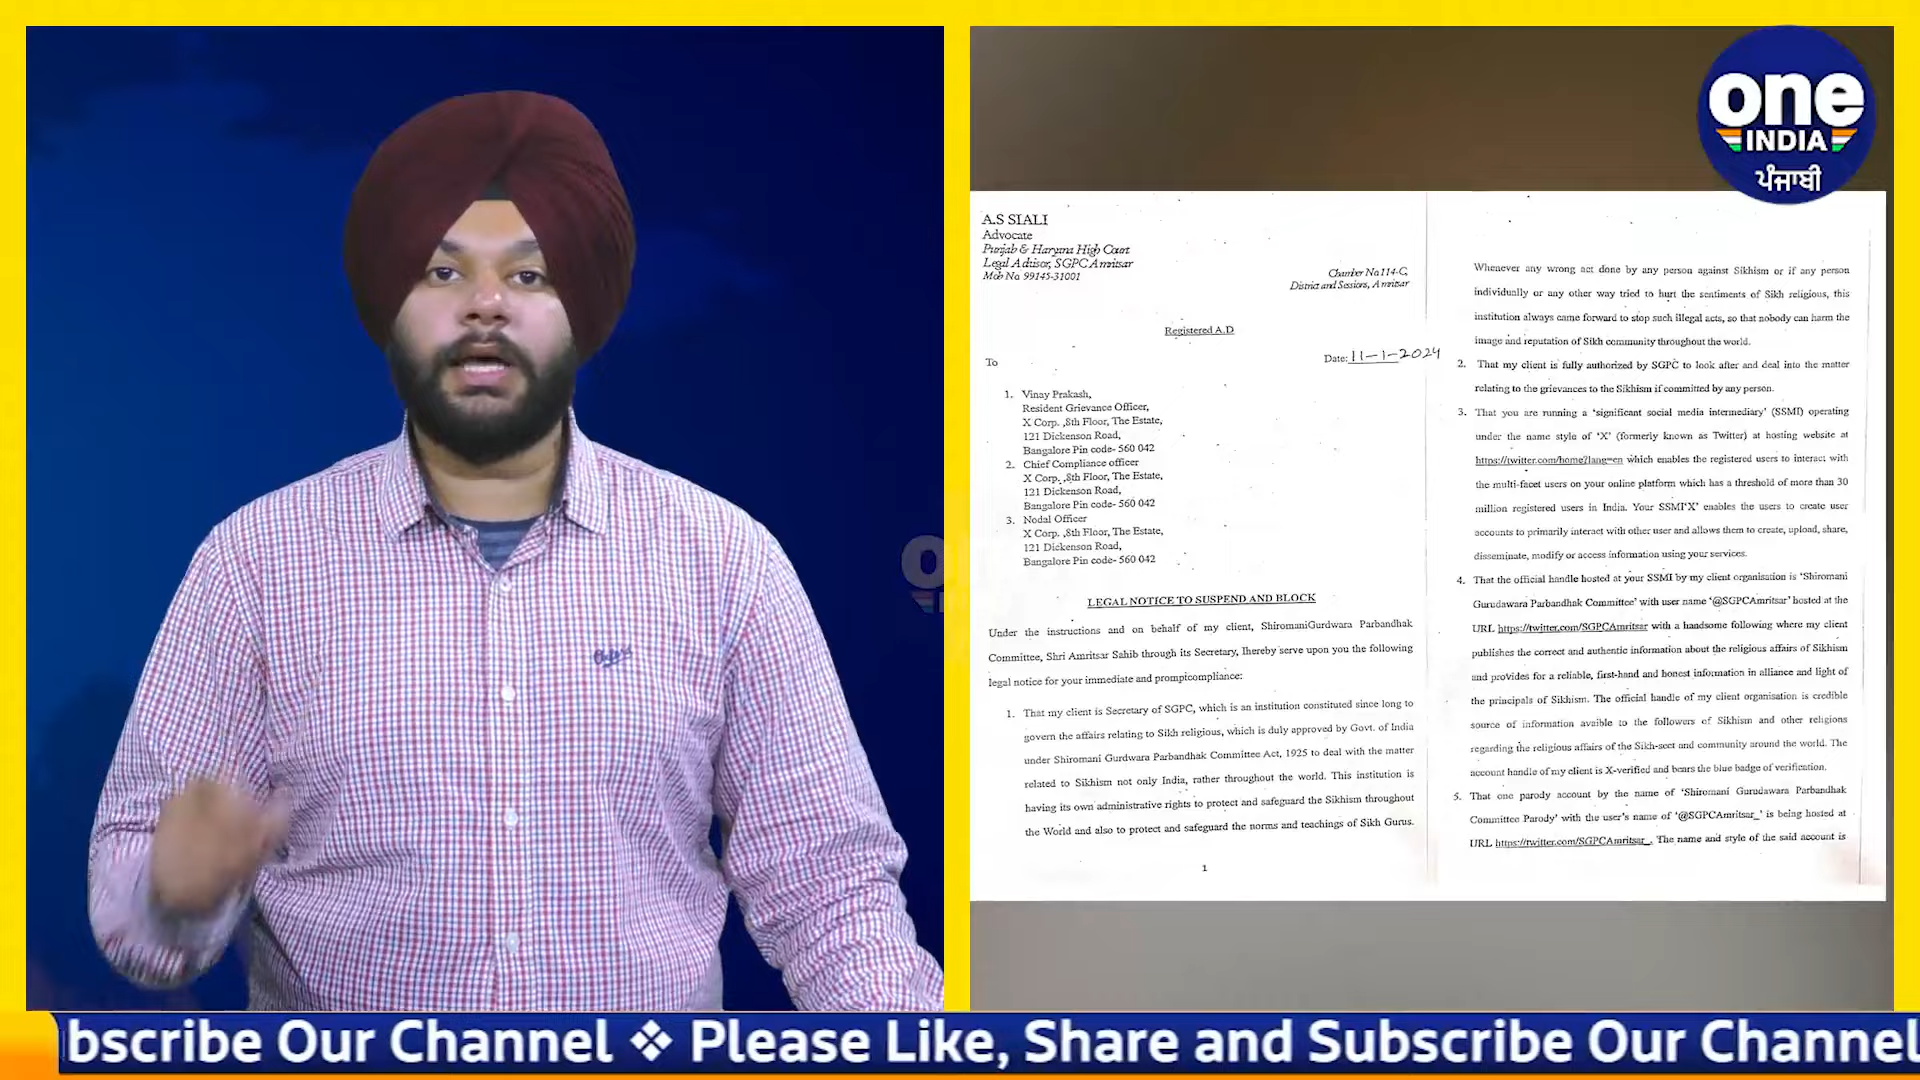 one
INDIA
ਪੰਜਾਬੀ
A.S SIALI
Advocate
Punjab & Haryana High Court
Legal Advisor, SGPC Amritsar
Mob No. 99145-31001
Chamber No 114-C,
District and Sessions, Amritsar
Registered A.D
To
Date: 11-1-2024
1. Vinay Prakash,
Resident Grievance Officer,
X Corp. ,8th Floor, The Estate,
121 Dickenson Road,
Bangalore Pin code- 560 042
2. Chief Compliance officer
X Corp. ,8th Floor, The Estate,
121 Dickenson Road,
Bangalore Pin code- 560 042
3. Nodal Officer
X Corp. ,8th Floor, The Estate,
121 Dickenson Road,
Bangalore Pin code- 560 042
LEGAL NOTICE TO SUSPEND AND BLOCK
Under the instructions and on behalf of my client, ShiromaniGurdwara Parbandhak
Committee, Shri Amritsar Sahib through its Secretary, Ihereby serve upon you the following
legal notice for your immediate and prompicompliance:
1. That my client is Secretary of SGPC, which is an institution constituted since long to
govern the affairs relating to Sikh religious, which is duly approved by Govt. of India
under Shiromani Gurdwara Parbandhak Committee Act, 1925 to deal with the matter
related to Sikhism not only India, rather throughout the world. This institution is
having its own administrative rights to protect and safeguard the Sikhism throughout
the World and also to protect and safeguard the norms and teachings of Sikh Gurus.
1
Whenever any wrong act done by any person against Sikhism or if any person
individually or any other way tried to hurt the sentiments of Sikh religious, this
institution always came forward to stop such illegal acts, so that nobody can harm the
image and reputation of Sikh community throughout the world.
2. That my client is fully authorized by SGPC to look after and deal into the matter
relating to the grievances to the Sikhism if committed by any person.
3. That you are running a 'significant social media intermediary' (SSMI) operating
under the name style of 'X' (formerly known as Twitter) at hosting website at
https://twitter.com/home?lang=en which enables the registered users to interact with
the multi-facet users on your online platform which has a threshold of more than 30
million registered users in India. Your SSMI'X' enables the users to create user
accounts to primarily interact with other user and allows them to create, upload, share,
disseminate, modify or access information using your services.
4. That the official handle hosted at your SSMI by my client organisation is 'Shiromani
Gurudawara Parbandhak Committee' with user name '@SGPCAmritsar' hosted at the
URL https://twitter.com/SGPCAmritsar with a handsome following where my client
publishes the correct and authentic information about the religious affairs of Sikhism
and provides for a reliable, first-hand and honest information in alliance and light of
the principals of Sikhism. The official handle of my client organisation is credible
source of information avaible to the followers of Sikhism and other religions
regarding the religious affairs of the Sikh-sect and community around the world. The
account handle of my client is X-verified and bears the blue badge of verification.
5. That one parody account by the name of 'Shiromani Gurudawara Parbandhak
Committee Parody' with the user's name of '@SGPCAmritsar_' is being hosted at
URL https://twitter.com/SGPCAmritsar_. The name and style of the said account is
bscribe Our Channel ❖ Please Like, Share and Subscribe Our Channel